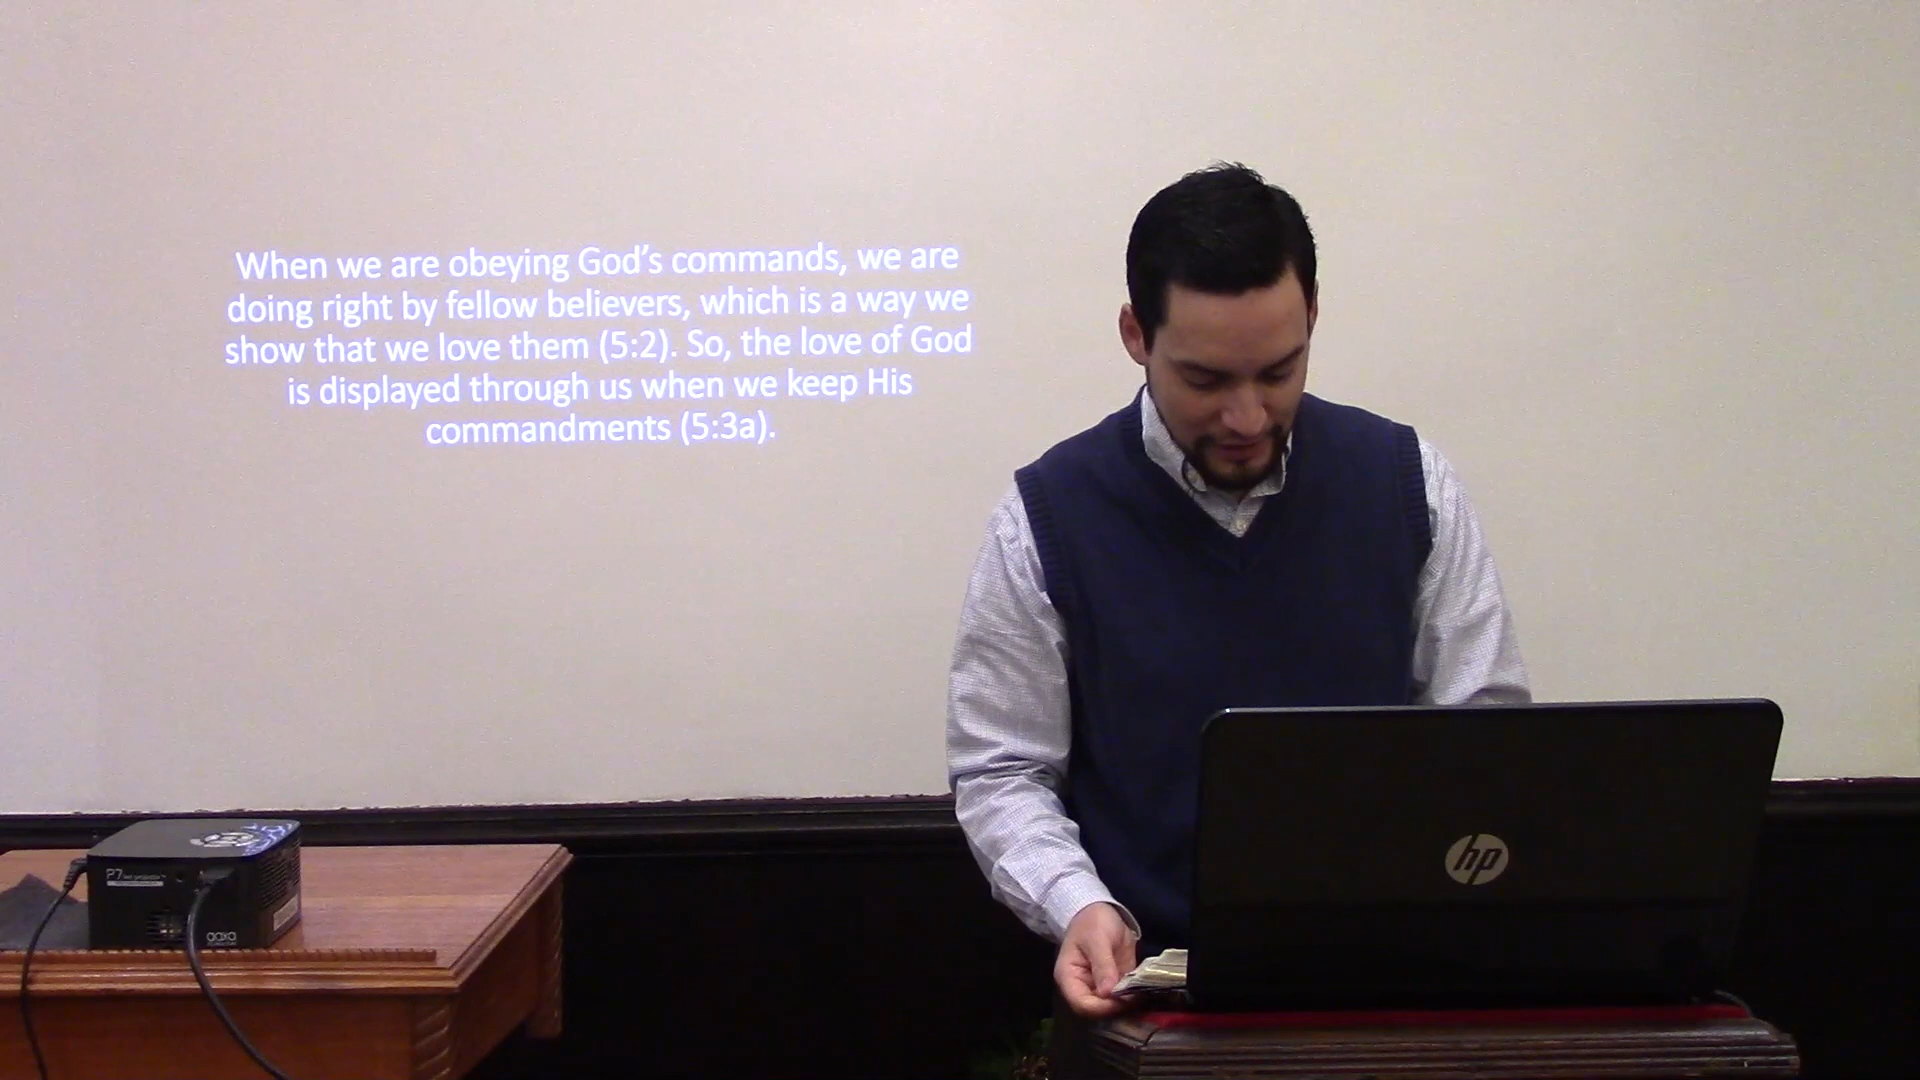 When we are obeying God's commands, we are
doing right by fellow believers, which is a way we
show that we love them (5:2). So, the love of God
is displayed through us when we keep His
commandments (5:3a).
P7
aaxa
hp